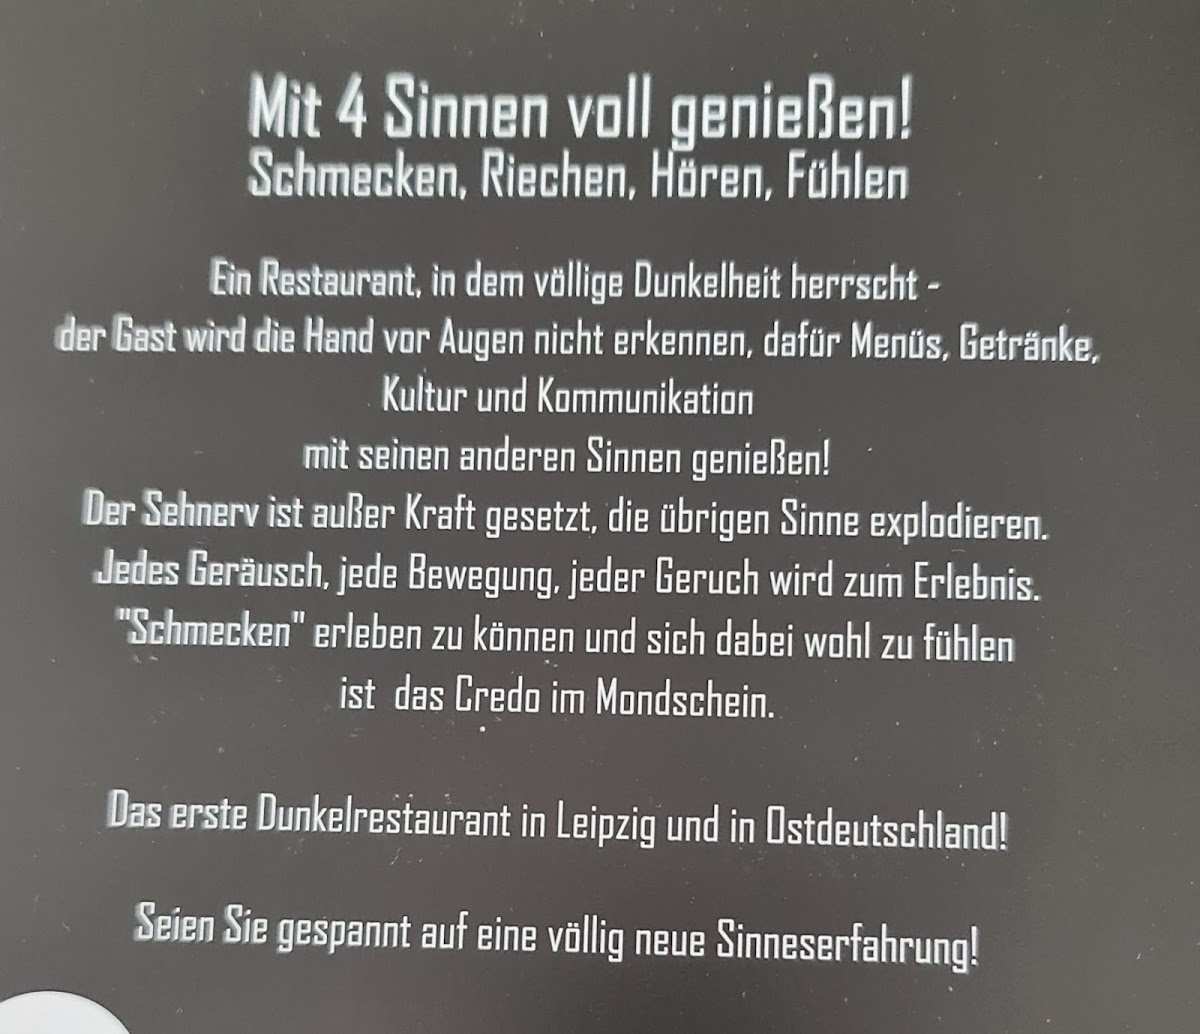 Mit 4 Sinnen voll genießen!
Schmecken, Riechen, Hören, Fühlen
Ein Restaurant, in dem völlige Dunkelheit herrscht -
der Gast wird die Hand vor Augen nicht erkennen, dafür Menüs, Getränke,
Kultur und Kommunikation
mit seinen anderen Sinnen genießen!
Der Sehnerv ist außer Kraft gesetzt, die übrigen Sinne explodieren.
Jedes Geräusch, jede Bewegung, jeder Geruch wird zum Erlebnis.
"Schmecken" erleben zu können und sich dabei wohl zu fühlen
ist das Credo im Mondschein.
Das erste Dunkelrestaurant in Leipzig und in Ostdeutschland!
Seien Sie gespannt auf eine völlig neue Sinneserfahrung!